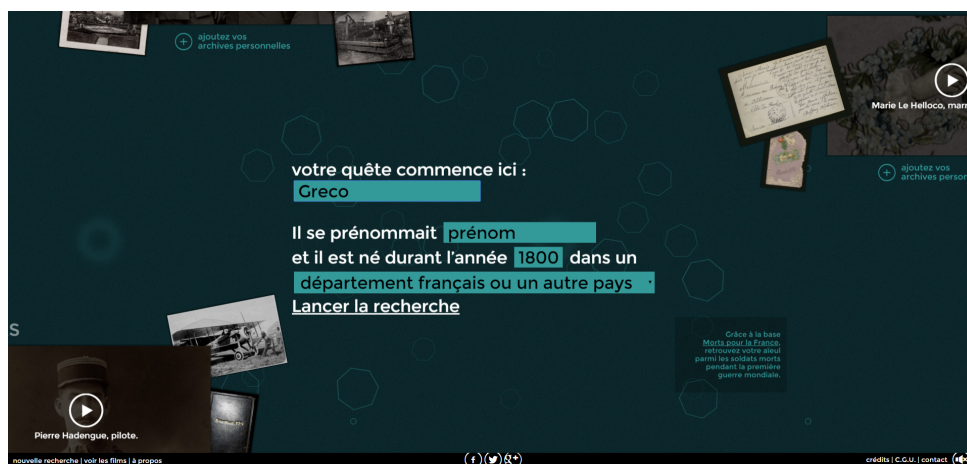 ajoutez vos
archives personnelles
Marie Le Helloco, marr
ajoutez vos
archives person
votre quête commence ici :
Greco
Il se prénommait prénom
et il est né durant l'année 1800 dans un
département français ou un autre pays
Lancer la recherche
S
Grâce à la base
Morts pour la France,
retrouvez votre aïeul
parmi les soldats morts
pendant la première
guerre mondiale.
Pierre Hadengue, pilote.
nouvelle recherche | voir les films | à propos
f
g+
crédits | C.G.U. | contact